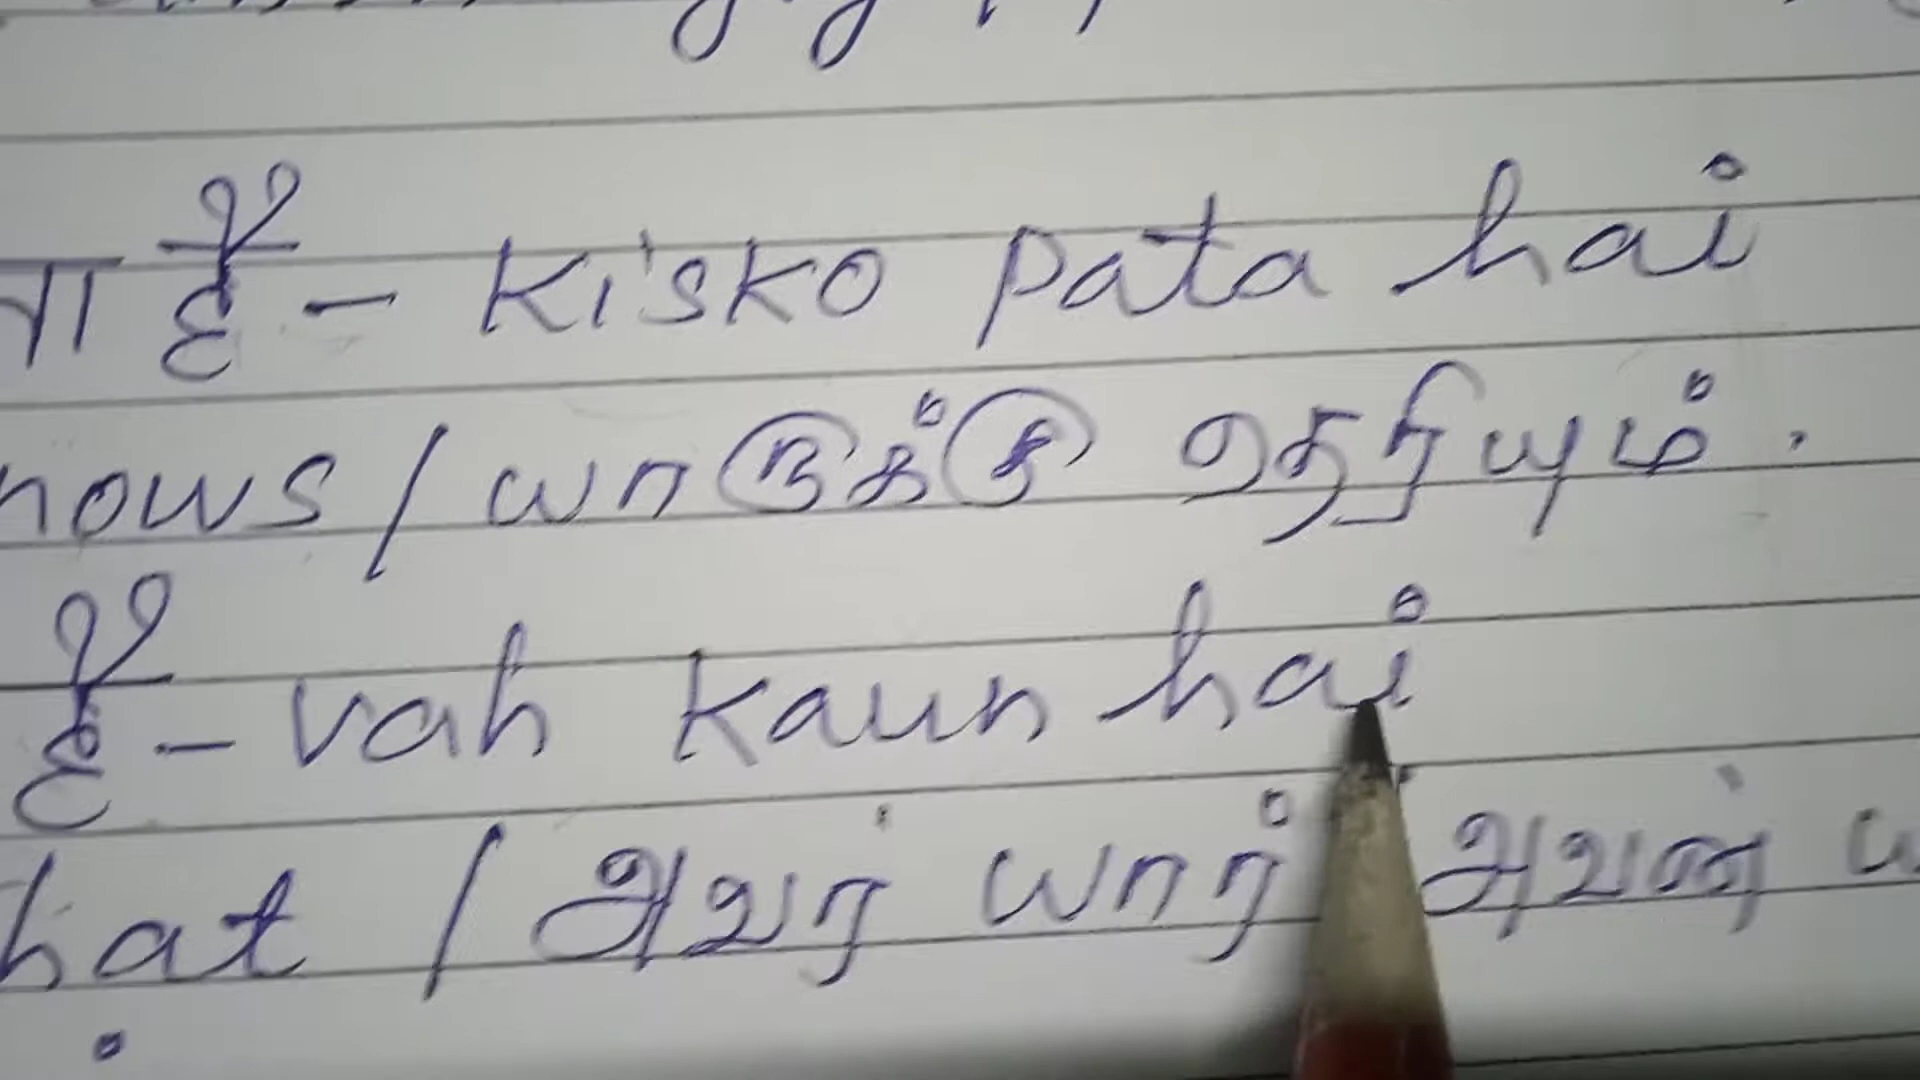 है - Kisko pata hai
nows / யாருக்கு தெரியும்.
है - vah kaun hai
hat / அவர் யார் அவன்